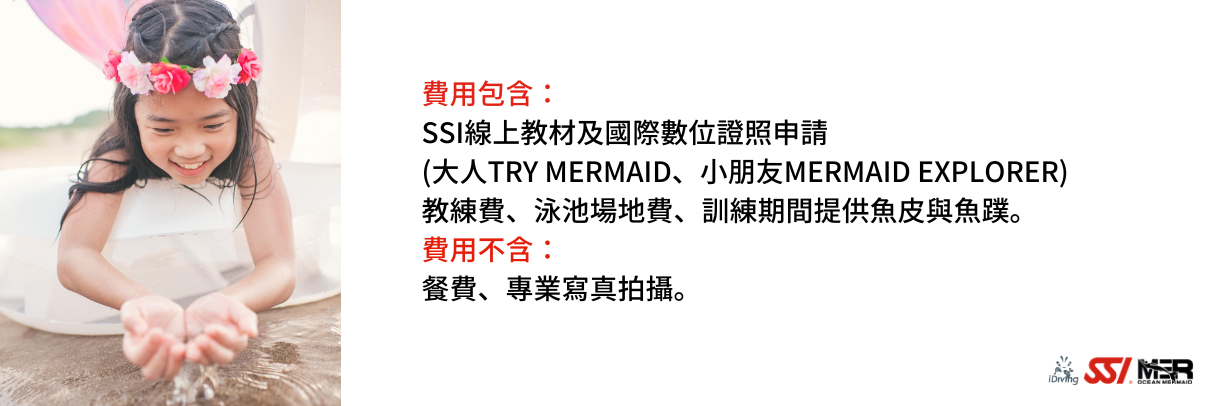 費用包含：
SSI線上教材及國際數位證照申請
(大人TRY MERMAID、小朋友MERMAID EXPLORER)
教練費、泳池場地費、訓練期間提供魚皮與魚蹼。
費用不含：
餐費、專業寫真拍攝。
iDiving SSI MER
OCEAN MERMAID